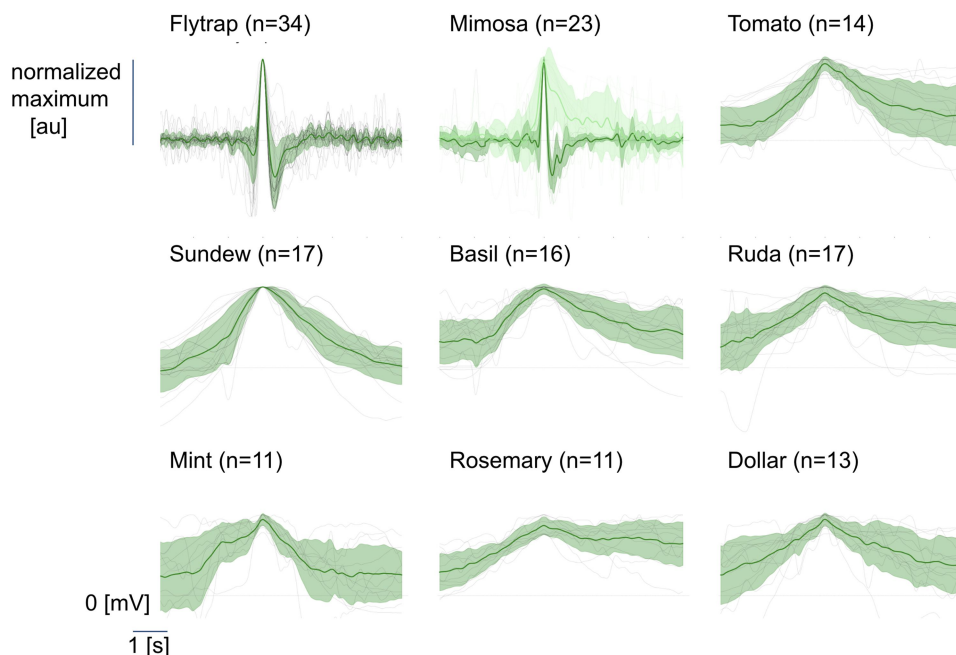 Flytrap (n=34)
Mimosa (n=23)
Tomato (n=14)
normalized
maximum
[au]
Sundew (n=17)
Basil (n=16)
Ruda (n=17)
Mint (n=11)
Rosemary (n=11)
Dollar (n=13)
0 [mV]
1 [s]